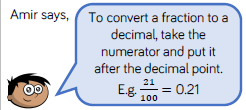 Amir says,
To convert a fraction to a
decimal, take the
numerator and put it
after the decimal point.
E.g. 21/100 = 0.21